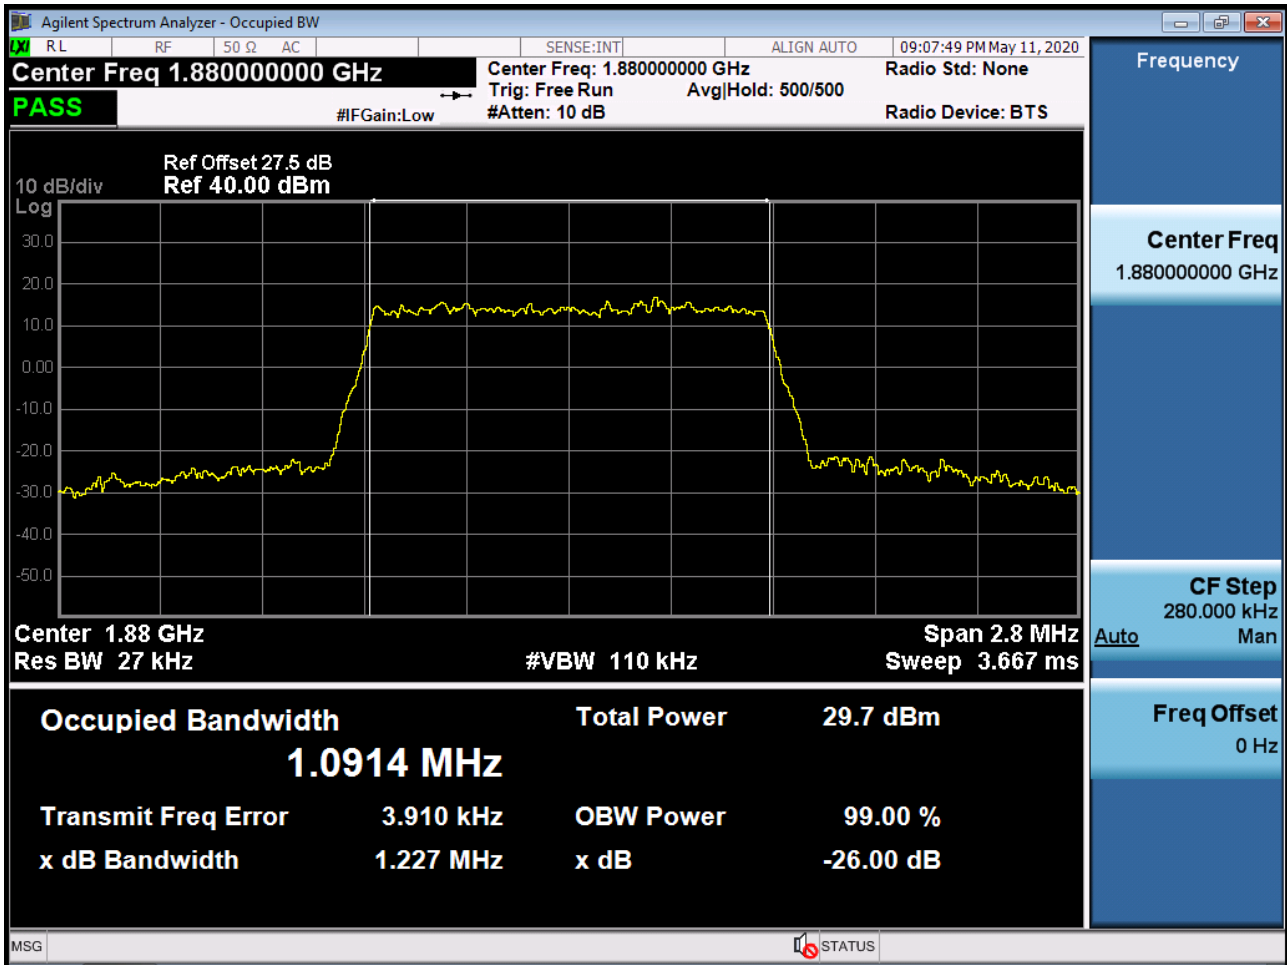 Agilent Spectrum Analyzer - Occupied BW
LXI RL RF 50 Ω AC SENSE:INT ALIGN AUTO 09:07:49 PM May 11, 2020
Center Freq 1.880000000 GHz
PASS
#IFGain:Low
Center Freq: 1.880000000 GHz
Trig: Free Run Avg|Hold: 500/500
#Atten: 10 dB
Radio Std: None
Radio Device: BTS
Ref Offset 27.5 dB
10 dB/div Ref 40.00 dBm
Log
30.0
20.0
10.0
0.00
-10.0
-20.0
-30.0
-40.0
-50.0
Center 1.88 GHz Span 2.8 MHz
Res BW 27 kHz #VBW 110 kHz Sweep 3.667 ms
Occupied Bandwidth Total Power 29.7 dBm
1.0914 MHz
Transmit Freq Error 3.910 kHz OBW Power 99.00 %
x dB Bandwidth 1.227 MHz x dB -26.00 dB
Frequency
Center Freq
1.880000000 GHz
CF Step
280.000 kHz
Auto Man
Freq Offset
0 Hz
MSG STATUS